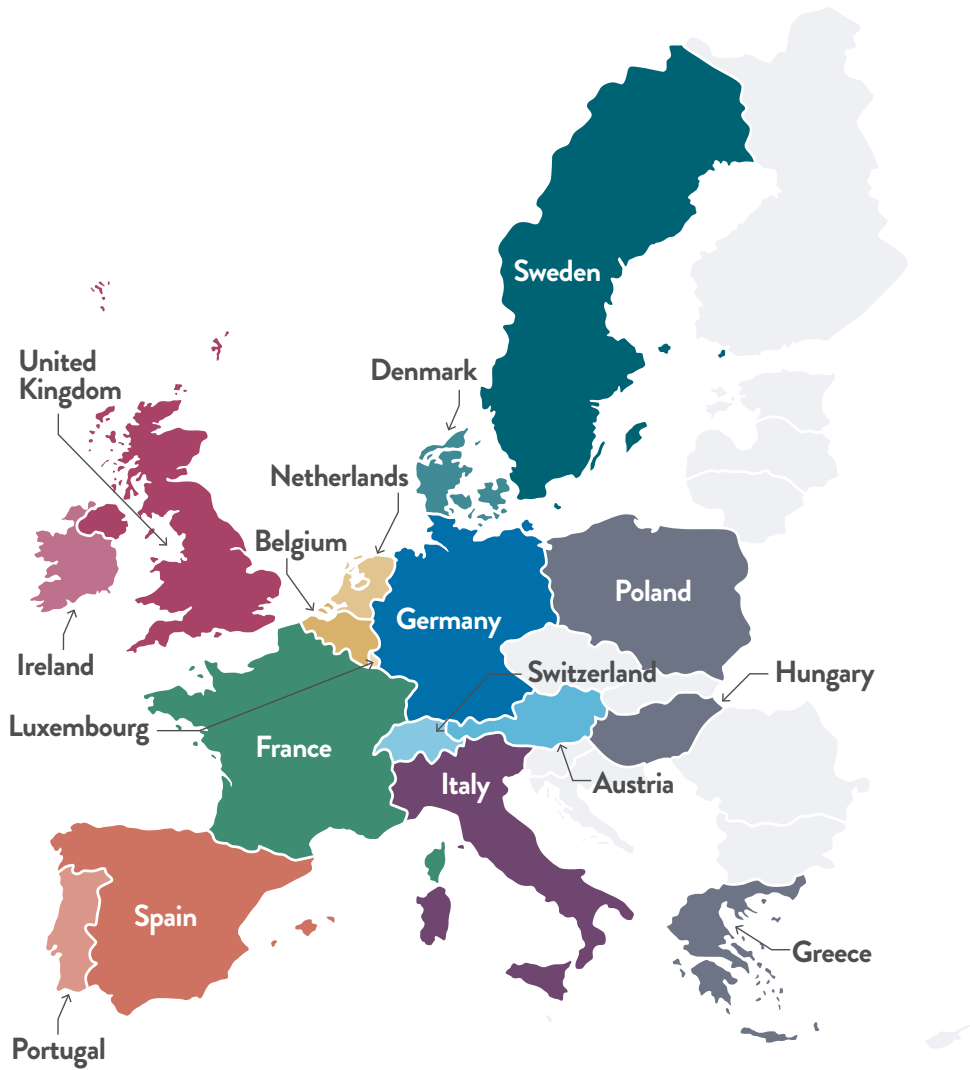 Sweden
United
Kingdom
Denmark
Netherlands
Belgium
Poland
Germany
Ireland
Switzerland
Hungary
Luxembourg
France
Italy
Austria
Spain
Greece
Portugal